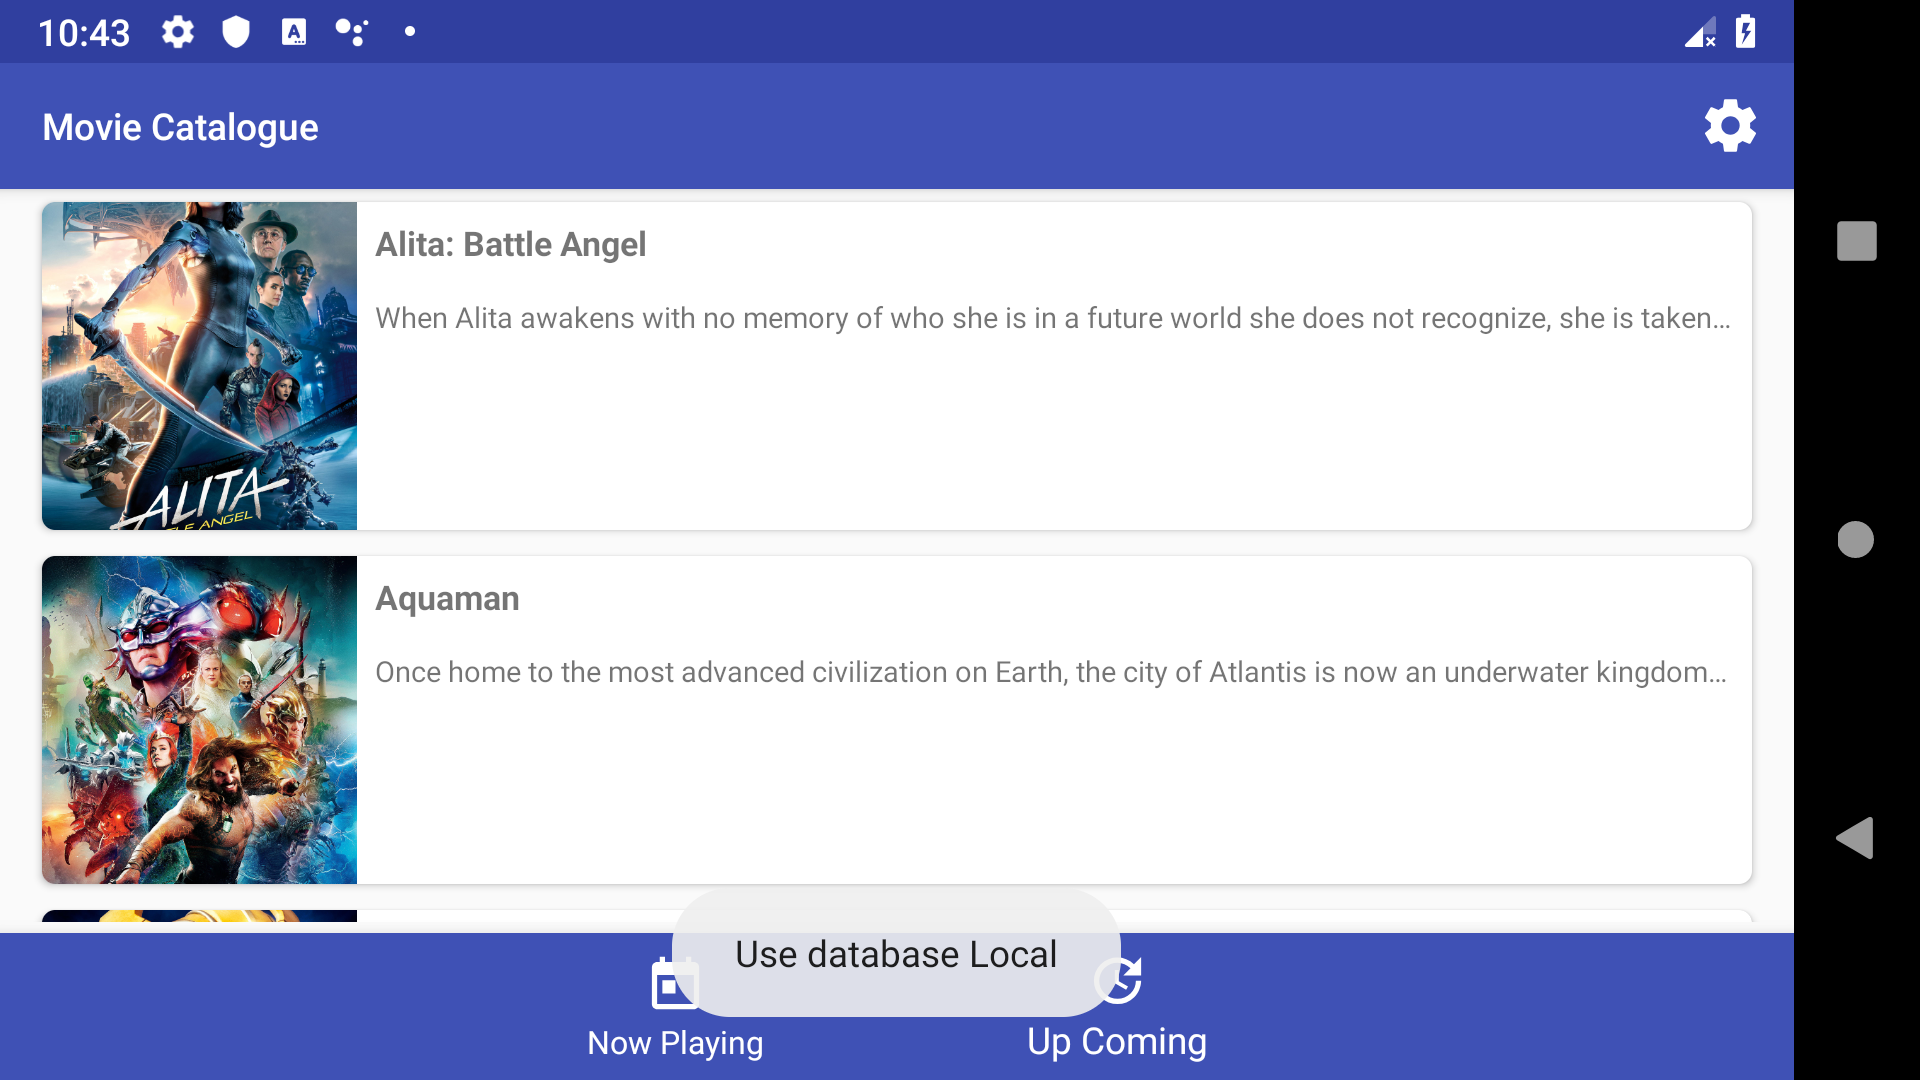 10:43
Movie Catalogue
Alita: Battle Angel
When Alita awakens with no memory of who she is in a future world she does not recognize, she is taken…
ALITA
TLE ANGEL
Aquaman
Once home to the most advanced civilization on Earth, the city of Atlantis is now an underwater kingdom…
Use database Local
Now Playing
Up Coming